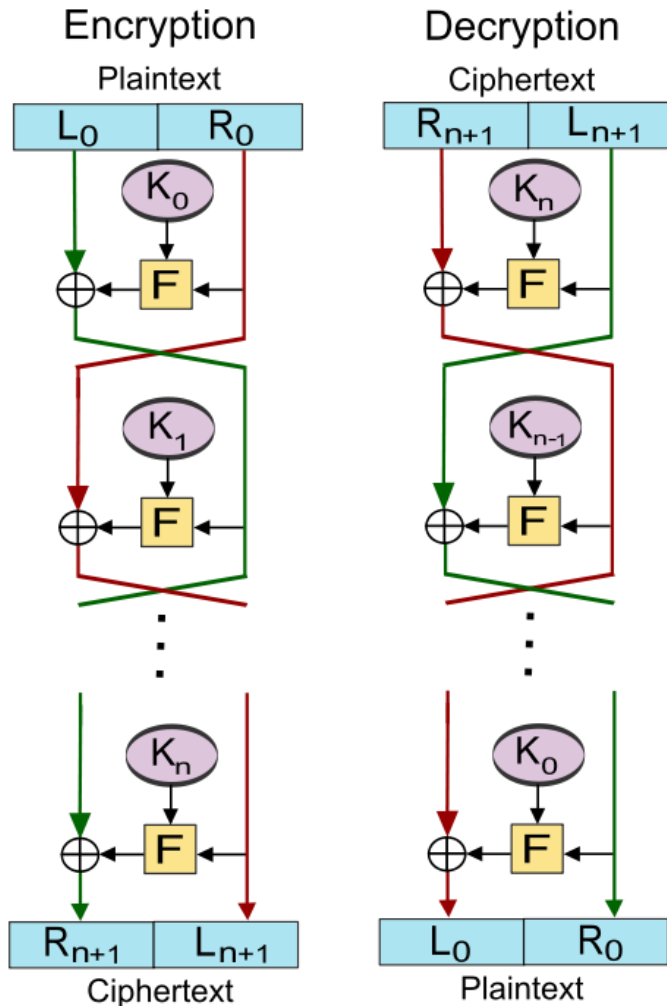 Encryption
Plaintext
L0 R0
K0
F
K1
F
Kn
F
Rn+1 Ln+1
Ciphertext
Decryption
Ciphertext
Rn+1 Ln+1
Kn
F
Kn-1
F
K0
F
L0 R0
Plaintext